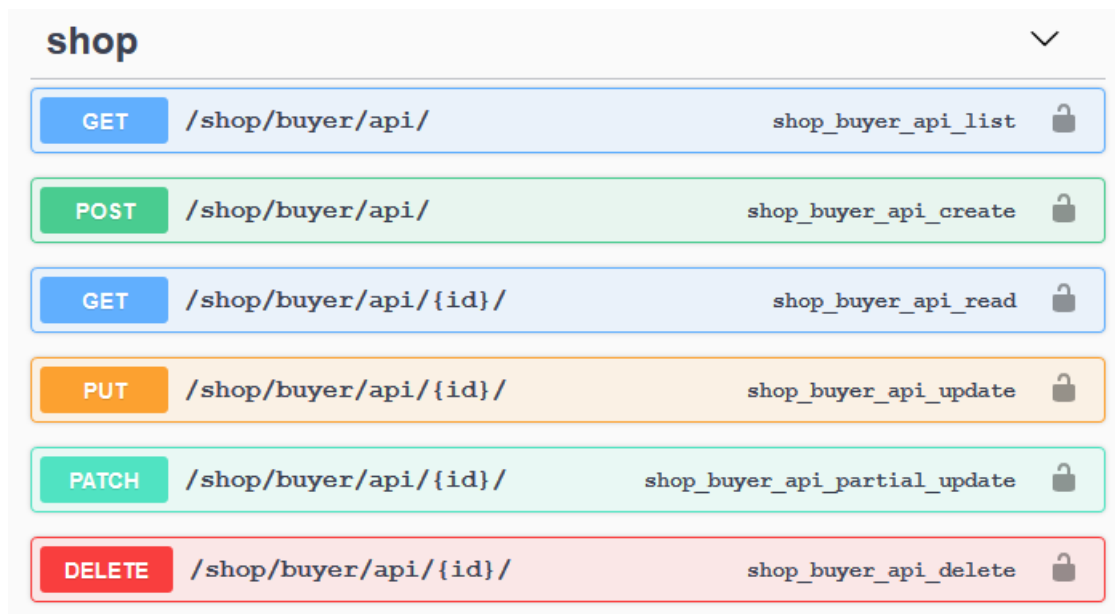 shop
GET /shop/buyer/api/ shop_buyer_api_list
POST /shop/buyer/api/ shop_buyer_api_create
GET /shop/buyer/api/{id}/ shop_buyer_api_read
PUT /shop/buyer/api/{id}/ shop_buyer_api_update
PATCH /shop/buyer/api/{id}/ shop_buyer_api_partial_update
DELETE /shop/buyer/api/{id}/ shop_buyer_api_delete